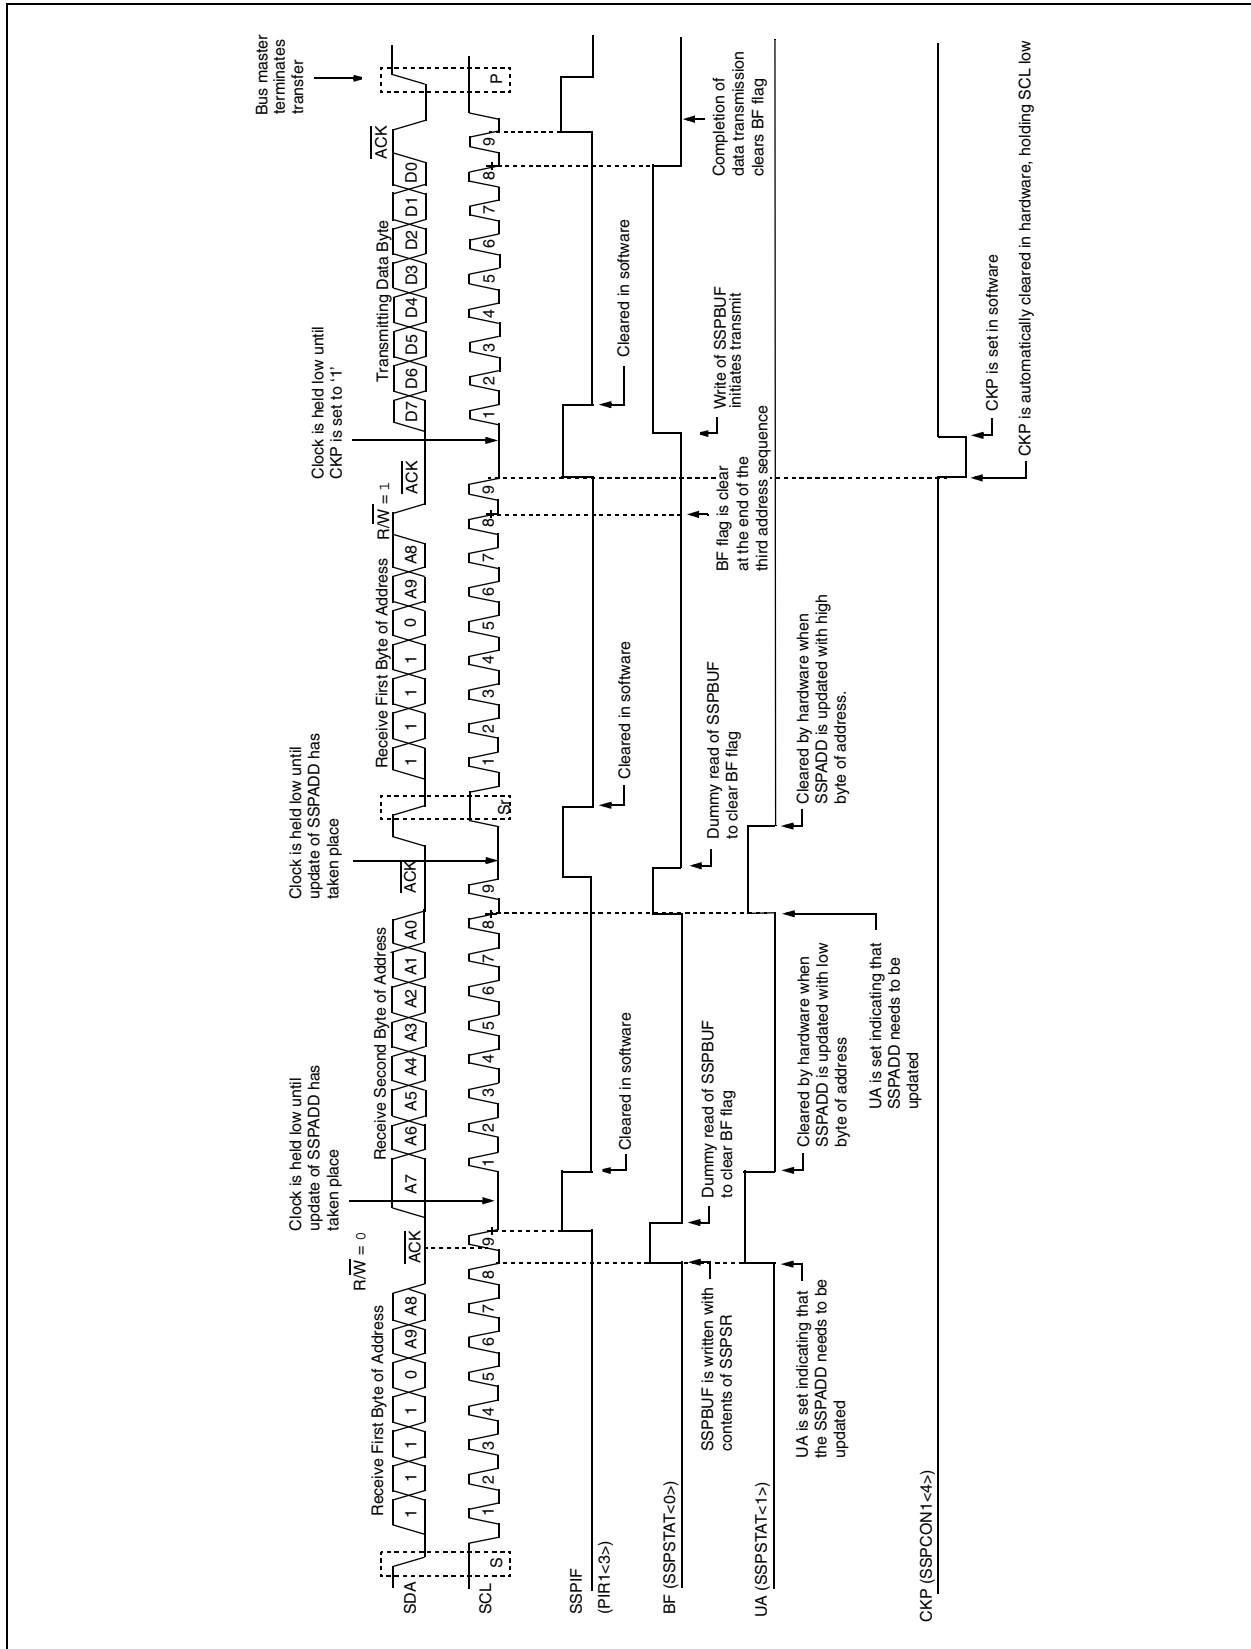 Bus master
terminates
transfer
Clock is held low until
CKP is set to ‘1’
Clock is held low until
update of SSPADD has
taken place
Clock is held low until
update of SSPADD has
taken place
Receive First Byte of Address
R/W = 0
ACK
Receive Second Byte of Address
ACK
Receive First Byte of Address
R/W = 1
ACK
Transmitting Data Byte
ACK
SDA
1 1 1 1 0 A9 A8
A7 A6 A5 A4 A3 A2 A1 A0
1 1 1 1 0 A9 A8
D7 D6 D5 D4 D3 D2 D1 D0
SCL
S
1 2 3 4 5 6 7 8 9
1 2 3 4 5 6 7 8 9
Sr
1 2 3 4 5 6 7 8 9
1 2 3 4 5 6 7 8 9
P
SSPIF
(PIR1<3>)
Cleared in software
Cleared in software
Cleared in software
BF (SSPSTAT<0>)
SSPBUF is written with
contents of SSPSR
Dummy read of SSPBUF
to clear BF flag
Dummy read of SSPBUF
to clear BF flag
BF flag is clear
at the end of the
third address sequence
Write of SSPBUF
initiates transmit
Completion of
data transmission
clears BF flag
UA (SSPSTAT<1>)
UA is set indicating that
the SSPADD needs to be
updated
Cleared by hardware when
SSPADD is updated with low
byte of address
UA is set indicating that
SSPADD needs to be
updated
Cleared by hardware when
SSPADD is updated with high
byte of address.
CKP (SSPCON1<4>)
CKP is set in software
CKP is automatically cleared in hardware, holding SCL low